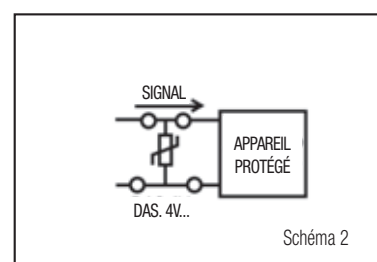 SIGNAL
APPAREIL
PROTÉGÉ
DAS. 4V...
Schéma 2